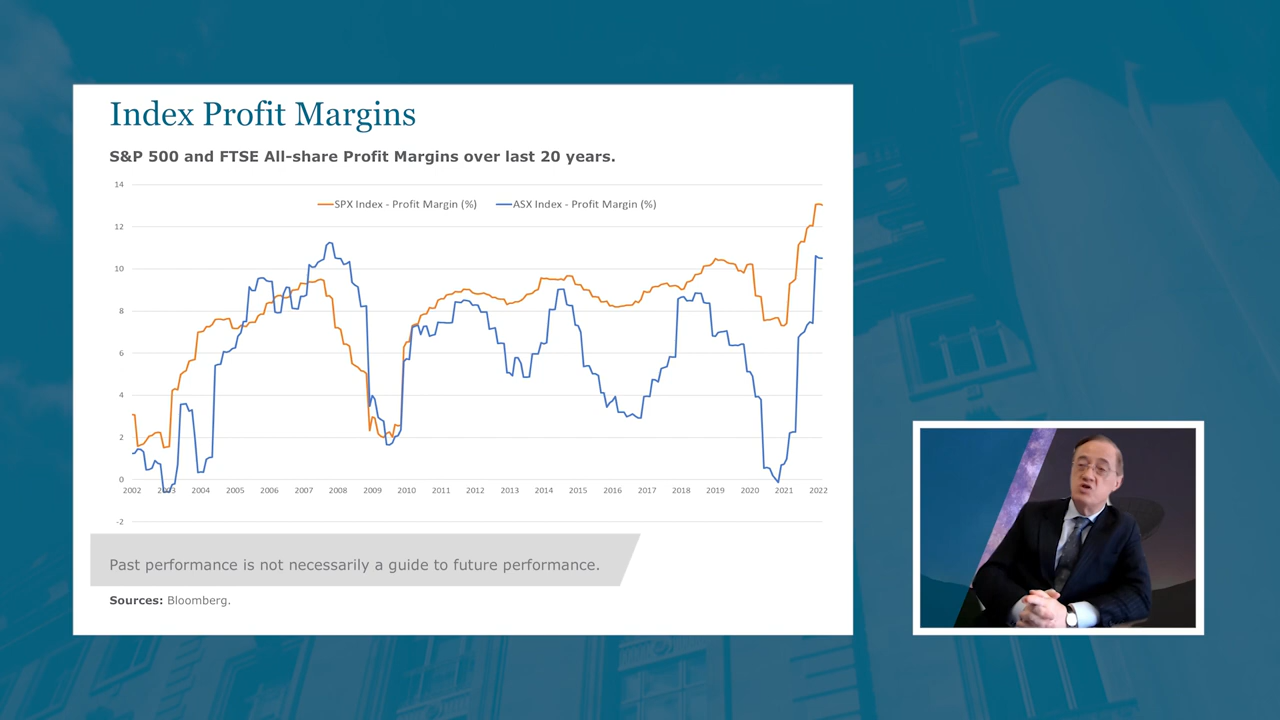 Index Profit Margins
S&P 500 and FTSE All-share Profit Margins over last 20 years.
14
SPX Index - Profit Margin (%) ASX Index - Profit Margin (%)
12
10
8
6
4
2
0
2002 2003 2004 2005 2006 2007 2008 2009 2010 2011 2012 2013 2014 2015 2016 2017 2018 2019 2020 2021 2022
-2
Past performance is not necessarily a guide to future performance.
Sources: Bloomberg.